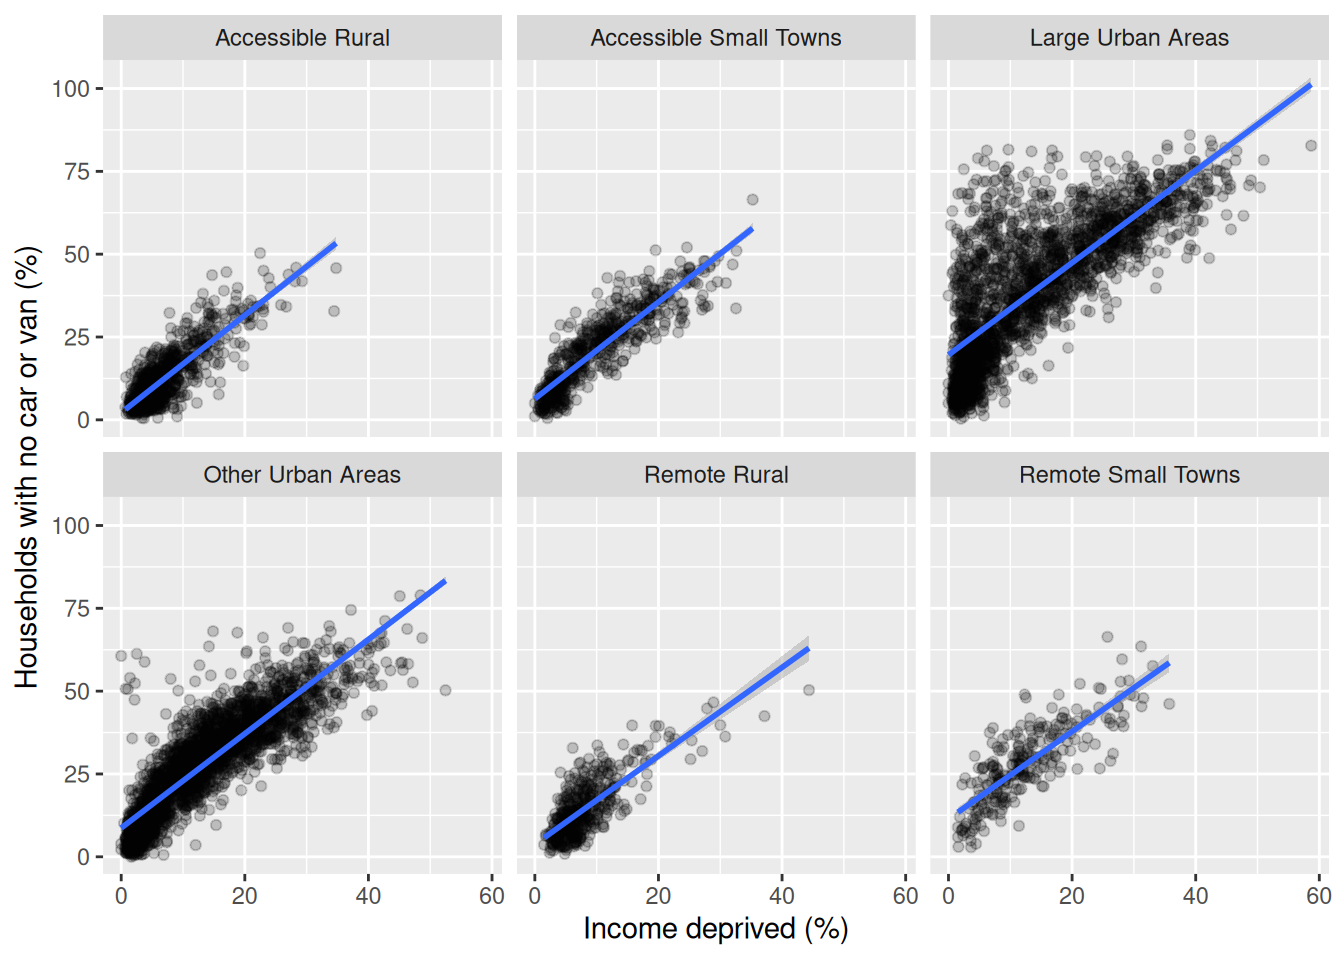 Accessible Rural
Accessible Small Towns
Large Urban Areas
100
75
50
25
0
Other Urban Areas
Remote Rural
Remote Small Towns
100
75
50
25
0
0 20 40 60
0 20 40 60
0 20 40 60
Income deprived (%)
Households with no car or van (%)